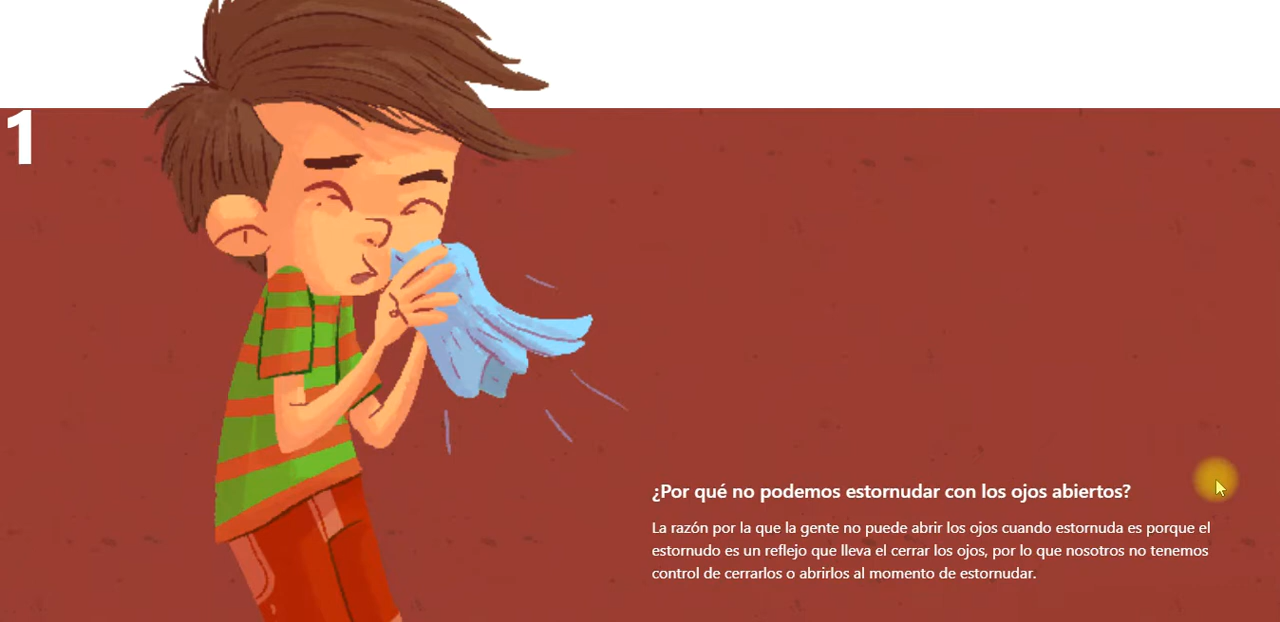 1
¿Por qué no podemos estornudar con los ojos abiertos?
La razón por la que la gente no puede abrir los ojos cuando estornuda es porque el
estornudo es un reflejo que lleva el cerrar los ojos, por lo que nosotros no tenemos
control de cerrarlos o abrirlos al momento de estornudar.